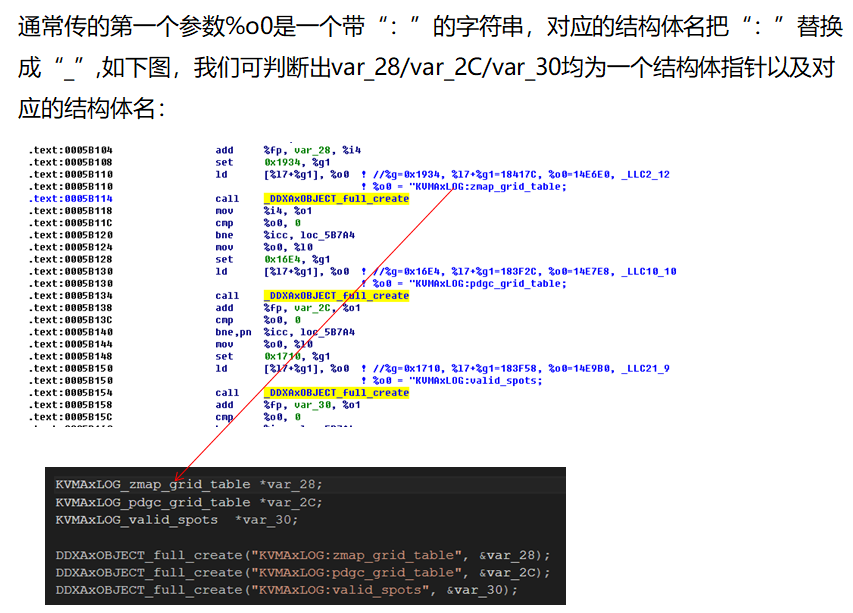 通常传的第一个参数%o0是一个带“：”的字符串，对应的结构体名把“：”替换
成“_”,如下图，我们可判断出var_28/var_2C/var_30均为一个结构体指针以及对
应的结构体名：
.text:0005B104 add %fp, var_28, %i4
.text:0005B108 set 0x1934, %g1
.text:0005B110 ld [%l7+%g1], %o0 ! //%g=0x1934, %l7+%g1=18417C, %o0=14E6E0, _LLC2_12
.text:0005B110 ! %o0 = "KVMAxLOG:zmap_grid_table;
.text:0005B114 call _DDXAxOBJECT_full_create
.text:0005B118 mov %i4, %o1
.text:0005B11C cmp %o0, 0
.text:0005B120 bne %icc, loc_5B7A4
.text:0005B124 mov %o0, %l0
.text:0005B128 set 0x16E4, %g1
.text:0005B130 ld [%l7+%g1], %o0 ! //%g=0x16E4, %l7+%g1=183F2C, %o0=14E7E8, _LLC10_10
.text:0005B130 ! %o0 = "KVMAxLOG:pdgc_grid_table;
.text:0005B134 call _DDXAxOBJECT_full_create
.text:0005B138 add %fp, var_2C, %o1
.text:0005B13C cmp %o0, 0
.text:0005B140 bne,pn %icc, loc_5B7A4
.text:0005B144 mov %o0, %l0
.text:0005B148 set 0x1710, %g1
.text:0005B150 ld [%l7+%g1], %o0 ! //%g=0x1710, %l7+%g1=183F58, %o0=14E9B0, _LLC21_9
.text:0005B150 ! %o0 = "KVMAxLOG:valid_spots;
.text:0005B154 call _DDXAxOBJECT_full_create
.text:0005B158 add %fp, var_30, %o1
.text:0005B15C cmp %o0, 0
KVMAxLOG_zmap_grid_table *var_28;
KVMAxLOG_pdgc_grid_table *var_2C;
KVMAxLOG_valid_spots *var_30;
DDXAxOBJECT_full_create("KVMAxLOG:zmap_grid_table", &var_28);
DDXAxOBJECT_full_create("KVMAxLOG:pdgc_grid_table", &var_2C);
DDXAxOBJECT_full_create("KVMAxLOG:valid_spots", &var_30);